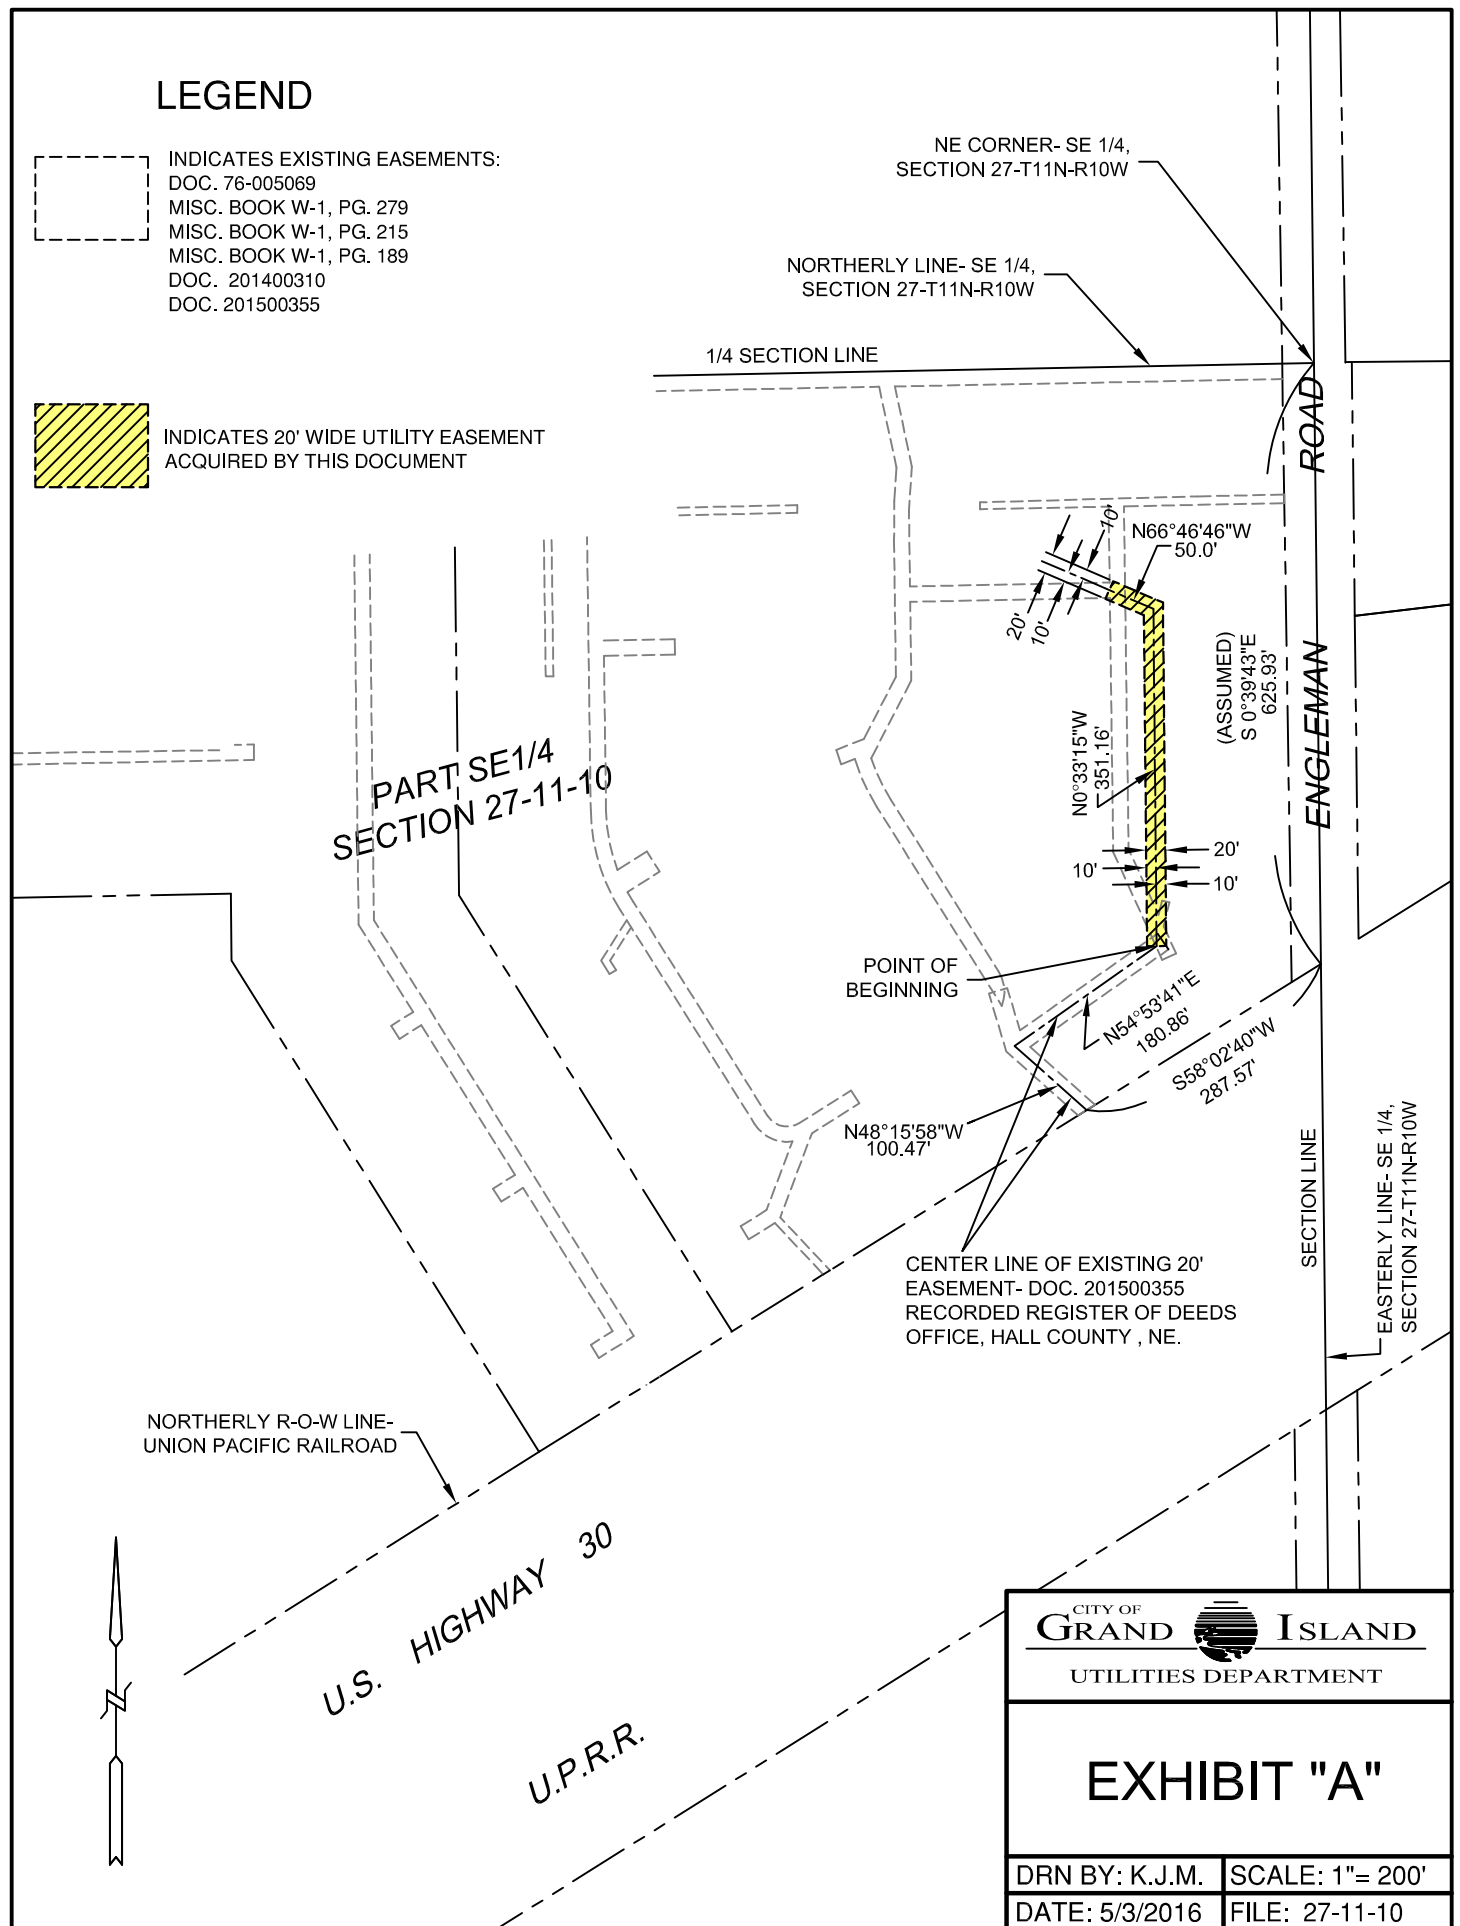 LEGEND
INDICATES EXISTING EASEMENTS:
DOC. 76-005069
MISC. BOOK W-1, PG. 279
MISC. BOOK W-1, PG. 215
MISC. BOOK W-1, PG. 189
DOC. 201400310
DOC. 201500355
INDICATES 20' WIDE UTILITY EASEMENT
ACQUIRED BY THIS DOCUMENT
NE CORNER- SE 1/4,
SECTION 27-T11N-R10W
NORTHERLY LINE- SE 1/4,
SECTION 27-T11N-R10W
1/4 SECTION LINE
ROAD
ENGLEMAN
10'
N66°46'46"W
50.0'
20'
10'
(ASSUMED)
S 0°39'43"E
625.93'
N0°33'15"W
351.16'
20'
10'
10'
PART SE1/4
SECTION 27-11-10
POINT OF
BEGINNING
N54°53'41"E
180.86'
S58°02'40"W
287.57'
N48°15'58"W
100.47'
CENTER LINE OF EXISTING 20'
EASEMENT- DOC. 201500355
RECORDED REGISTER OF DEEDS
OFFICE, HALL COUNTY , NE.
SECTION LINE
EASTERLY LINE- SE 1/4,
SECTION 27-T11N-R10W
NORTHERLY R-O-W LINE-
UNION PACIFIC RAILROAD
U.S. HIGHWAY 30
U.P.R.R.
CITY OF
GRAND ISLAND
UTILITIES DEPARTMENT
EXHIBIT "A"
DRN BY: K.J.M.
SCALE: 1"= 200'
DATE: 5/3/2016
FILE: 27-11-10